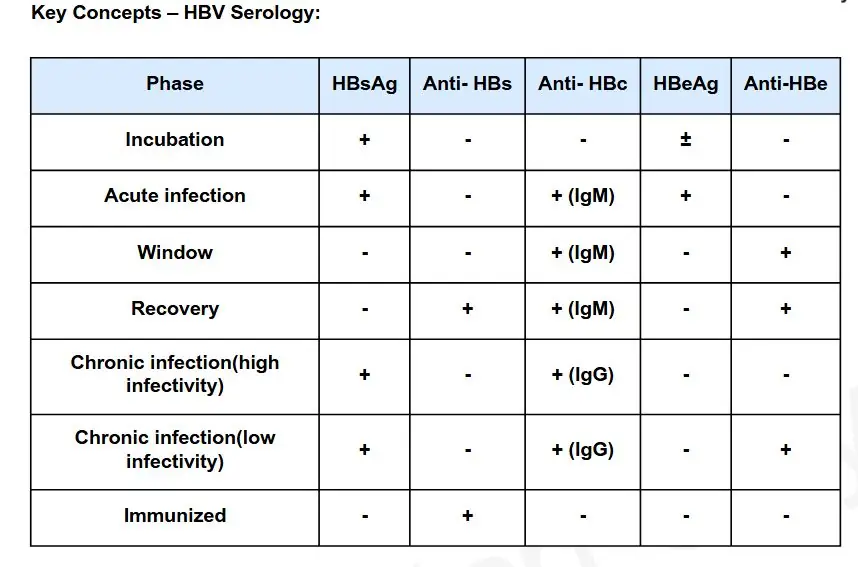 Key Concepts – HBV Serology:
Phase HBsAg Anti- HBs Anti- HBc HBeAg Anti-HBe
Incubation + - - ± -
Acute infection + - + (IgM) + -
Window - - + (IgM) - +
Recovery - + + (IgM) - +
Chronic infection(high
infectivity) + - + (IgG) - -
Chronic infection(low
infectivity) + - + (IgG) - +
Immunized - + - - -